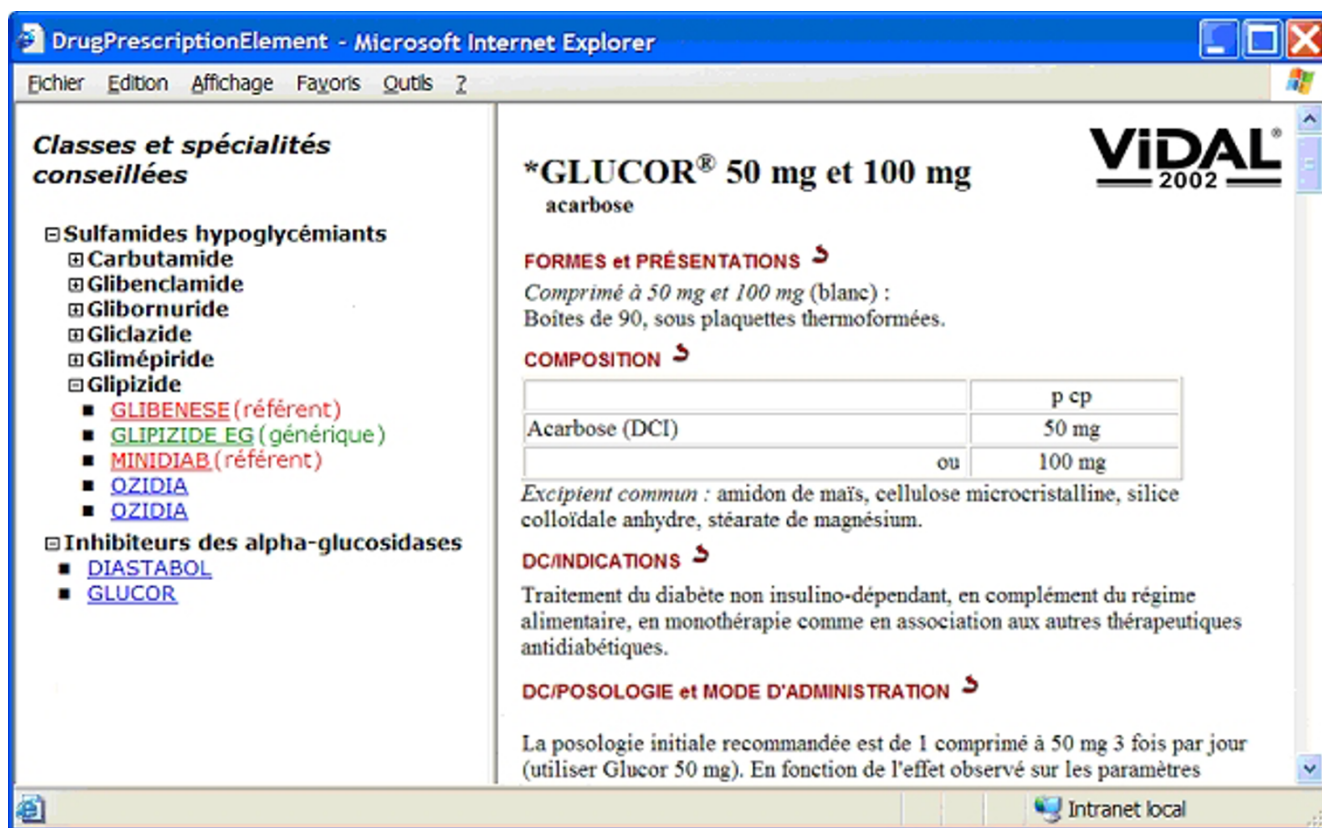 DrugPrescriptionElement - Microsoft Internet Explorer
Fichier Edition Affichage Favoris Outils ?
Classes et spécialités
conseillées
Sulfamides hypoglycémiants
Carbutamide
Glibenclamide
Glibornuride
Gliclazide
Glimépiride
Glipizide
GLIBENESE (référent)
GLIPIZIDE EG (générique)
MINIDIAB (référent)
OZIDIA
OZIDIA
Inhibiteurs des alpha-glucosidases
DIASTABOL
GLUCOR
ViDAL®
2002
*GLUCOR® 50 mg et 100 mg
acarbose
FORMES et PRÉSENTATIONS
Comprimé à 50 mg et 100 mg (blanc) :
Boîtes de 90, sous plaquettes thermoformées.
COMPOSITION
p cp
Acarbose (DCI) 50 mg
ou 100 mg
Excipient commun : amidon de maïs, cellulose microcristalline, silice
colloïdale anhydre, stéarate de magnésium.
DC/INDICATIONS
Traitement du diabète non insulino-dépendant, en complément du régime
alimentaire, en monothérapie comme en association aux autres thérapeutiques
antidiabétiques.
DC/POSOLOGIE et MODE D'ADMINISTRATION
La posologie initiale recommandée est de 1 comprimé à 50 mg 3 fois par jour
(utiliser Glucor 50 mg). En fonction de l'effet observé sur les paramètres
Intranet local